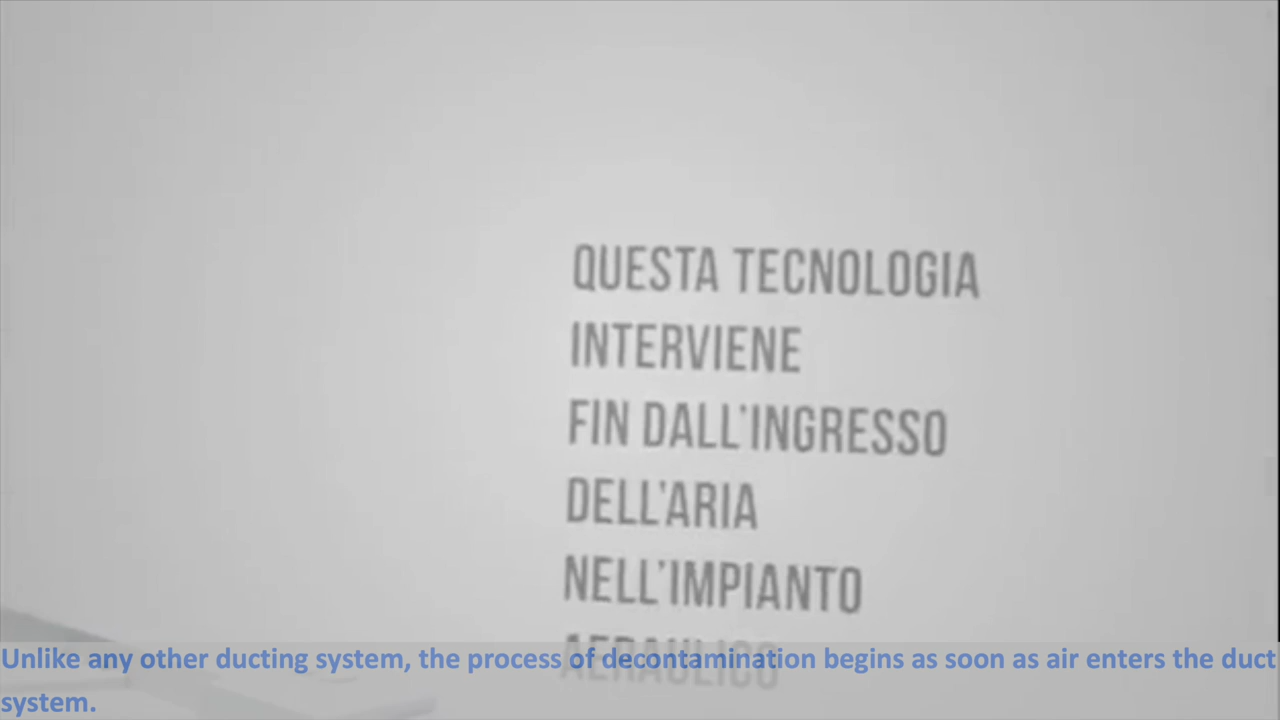 QUESTA TECNOLOGIA
INTERVIENE
FIN DALL'INGRESSO
DELL'ARIA
NELL'IMPIANTO
AERAULICO
Unlike any other ducting system, the process of decontamination begins as soon as air enters the duct
system.